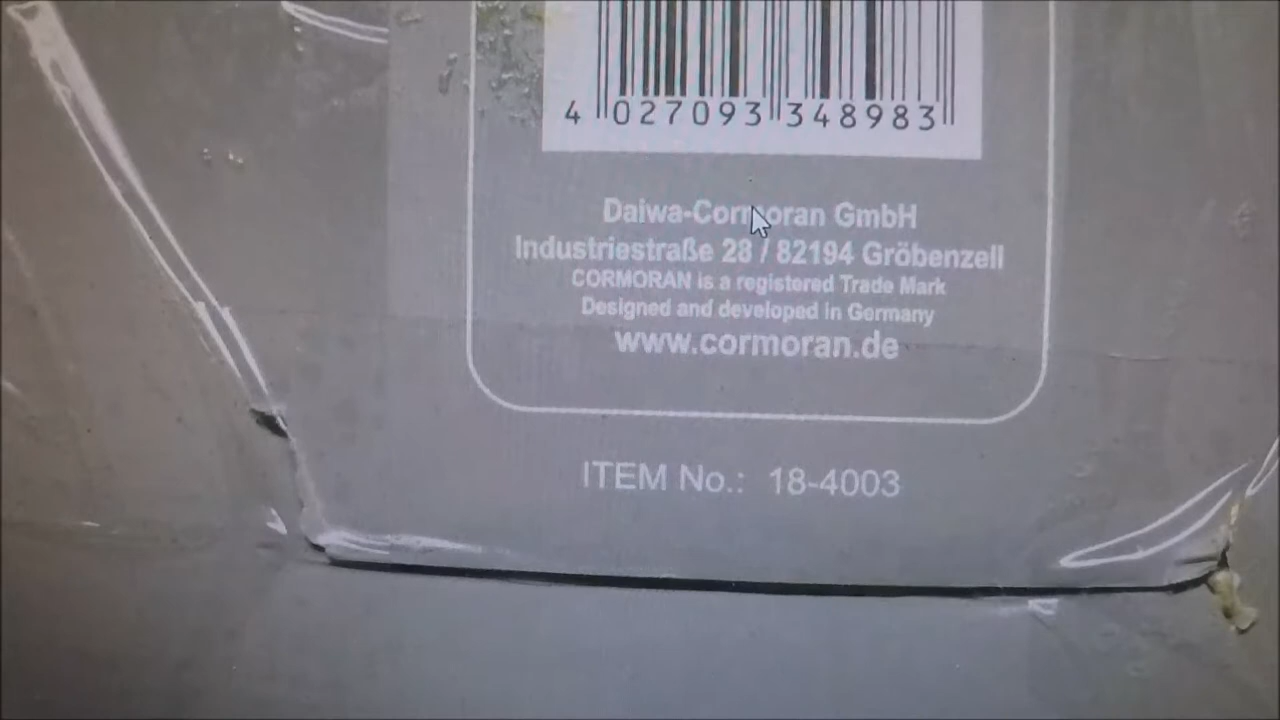 4 027093 348983
Daiwa-Cormoran GmbH
Industriestraße 28 / 82194 Gröbenzell
CORMORAN is a registered Trade Mark
Designed and developed in Germany
www.cormoran.de
ITEM No.: 18-4003